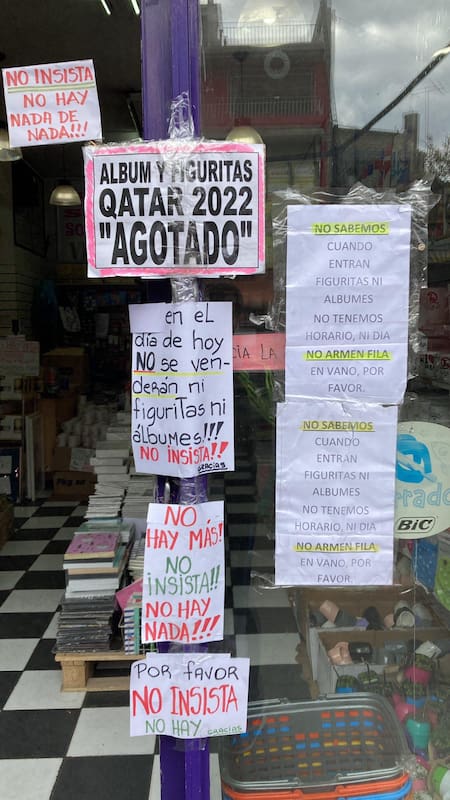 NO INSISTA
NO HAY
NADA DE
NADA!!!
ALBUM Y FIGURITAS
QATAR 2022
"AGOTADO"
en eL
día de hoy
NO se ven-
derán ni
figuritas ni
álbumes!!!
NO INSISTA!!
GRACIAS
NO
HAY MÁS!
NO
INSISTA!!
NO HAY
NADA!!!
Por favor
NO INSISTA
NO HAY GRACIAS
NO SABEMOS
CUANDO
ENTRAN
FIGURITAS NI
ALBUMES
NO TENEMOS
HORARIO, NI DIA
NO ARMEN FILA
EN VANO, POR
FAVOR.
NO SABEMOS
CUANDO
ENTRAN
FIGURITAS NI
ALBUMES
NO TENEMOS
HORARIO, NI DIA
NO ARMEN FILA
EN VANO, POR
FAVOR.
LA
BIC